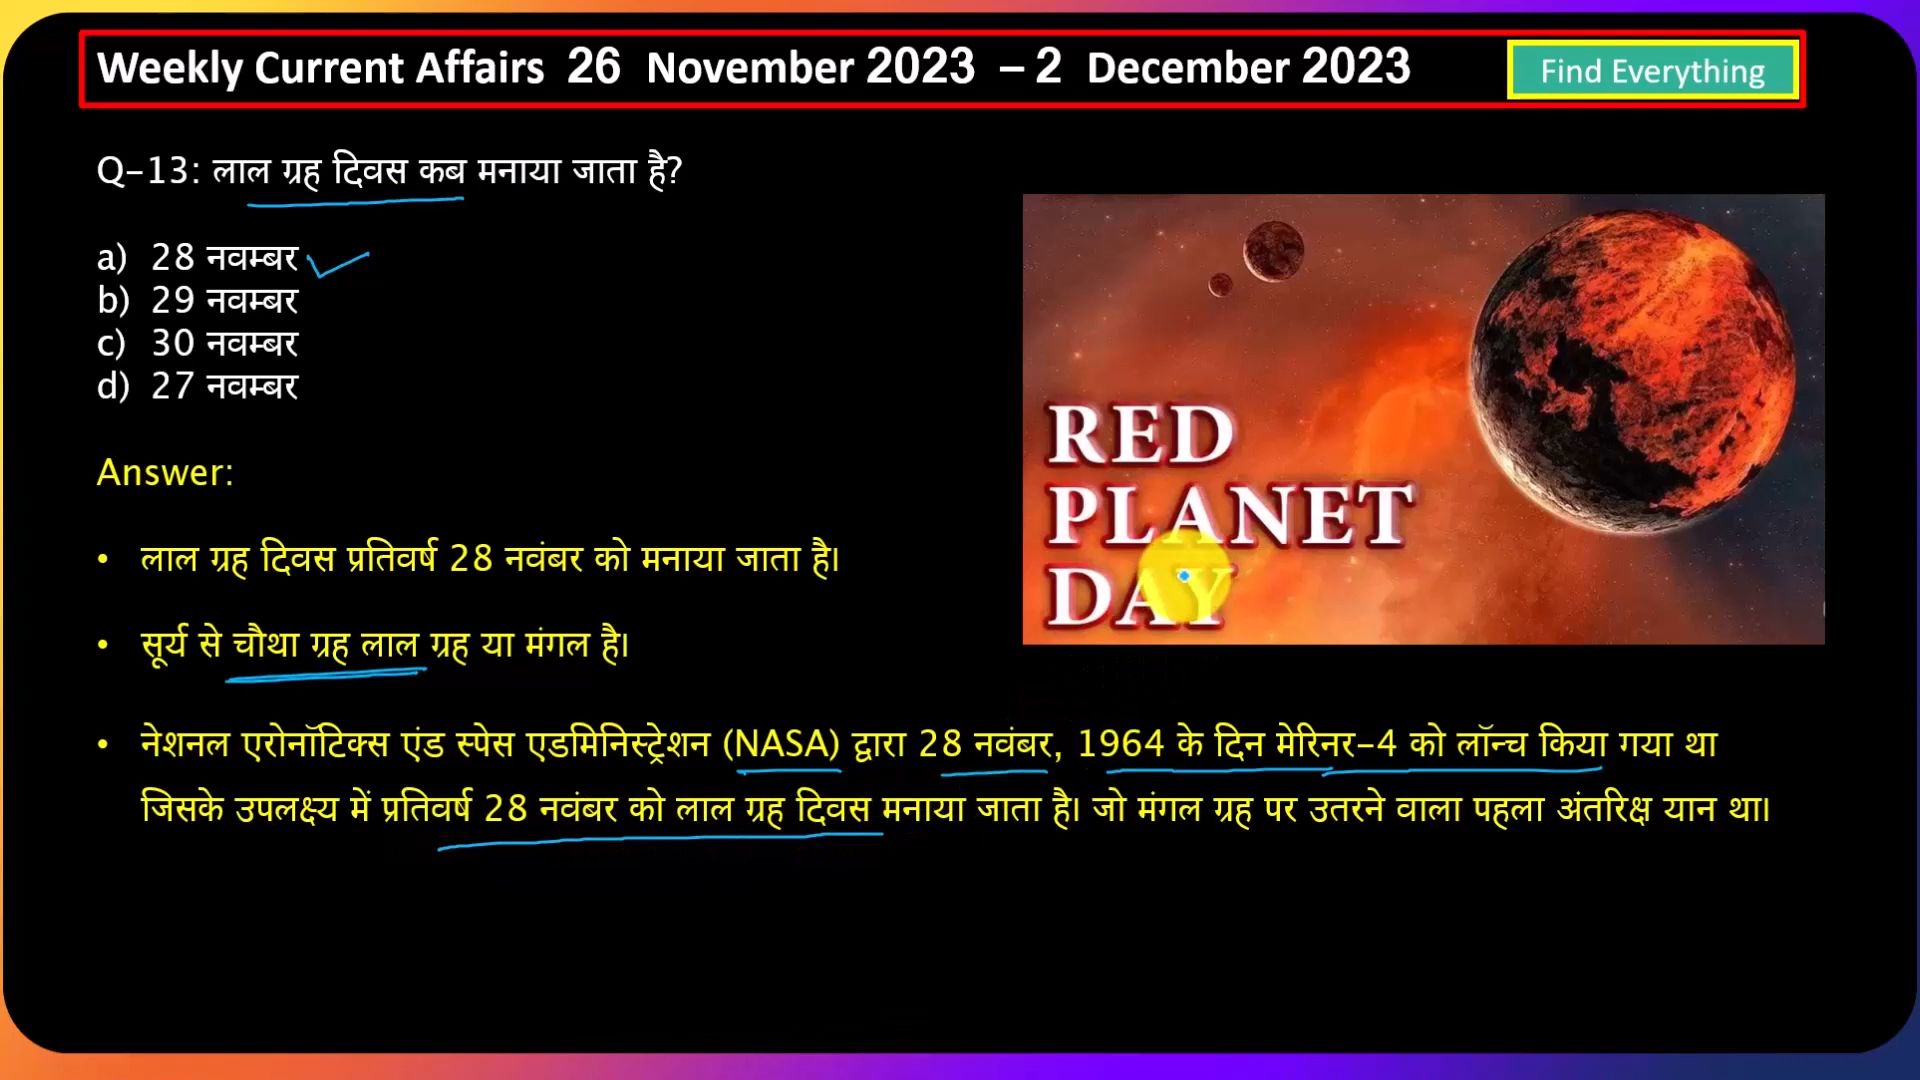 Weekly Current Affairs 26 November 2023 – 2 December 2023
Find Everything
Q-13: लाल ग्रह दिवस कब मनाया जाता है?
a) 28 नवम्बर
b) 29 नवम्बर
c) 30 नवम्बर
d) 27 नवम्बर
Answer:
• लाल ग्रह दिवस प्रतिवर्ष 28 नवंबर को मनाया जाता है।
• सूर्य से चौथा ग्रह लाल ग्रह या मंगल है।
• नेशनल एरोनॉटिक्स एंड स्पेस एडमिनिस्ट्रेशन (NASA) द्वारा 28 नवंबर, 1964 के दिन मेरिनर-4 को लॉन्च किया गया था
जिसके उपलक्ष्य में प्रतिवर्ष 28 नवंबर को लाल ग्रह दिवस मनाया जाता है। जो मंगल ग्रह पर उतरने वाला पहला अंतरिक्ष यान था।
RED
PLANET
DAY